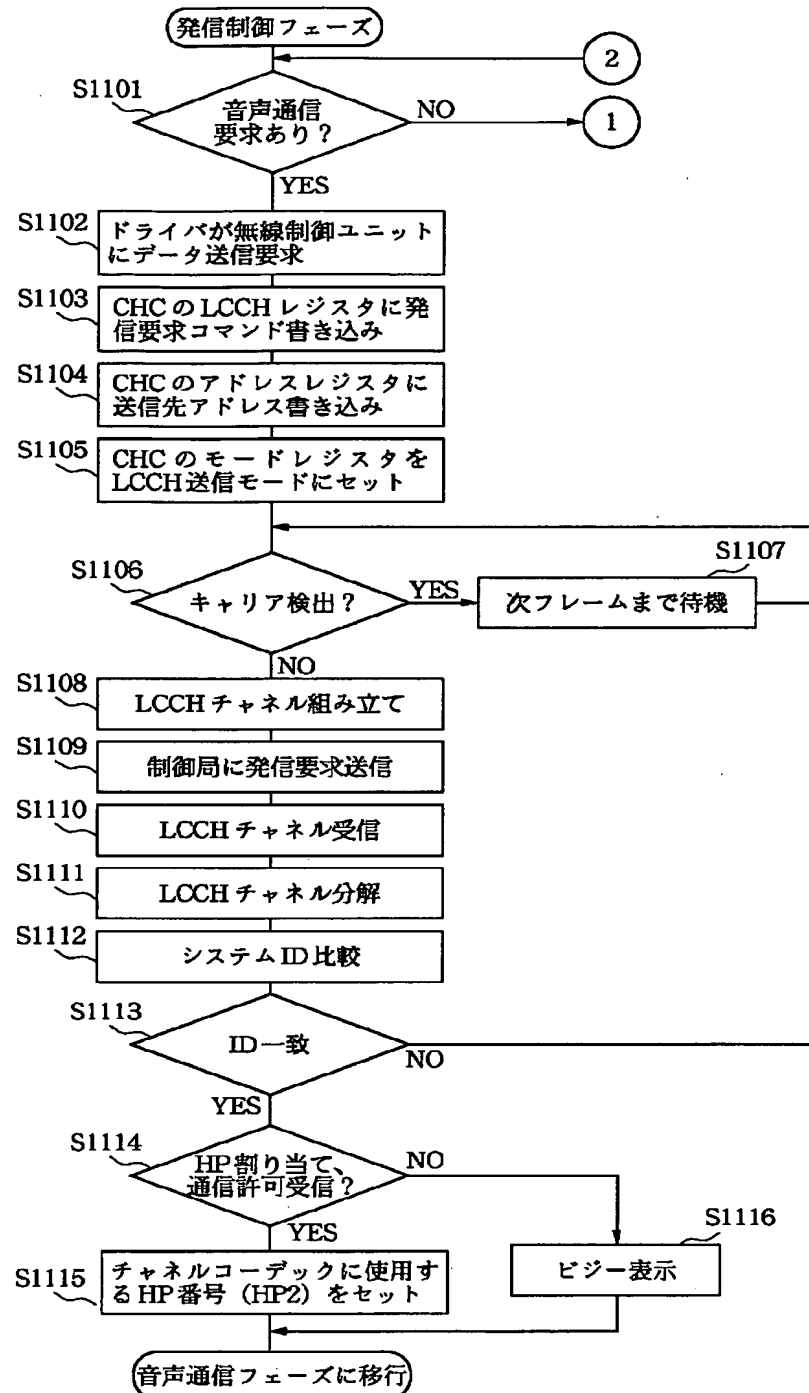 発信制御フェーズ
2
S1101
音声通信
要求あり?
NO
1
YES
S1102
ドライバが無線制御ユニット
にデータ送信要求
S1103
CHCのLCCHレジスタに発
信要求コマンド書き込み
S1104
CHCのアドレスレジスタに
送信先アドレス書き込み
S1105
CHCのモードレジスタを
LCCH送信モードにセット
S1106
キャリア検出?
YES
S1107
次フレームまで待機
NO
S1108
LCCHチャネル組み立て
S1109
制御局に発信要求送信
S1110
LCCHチャネル受信
S1111
LCCHチャネル分解
S1112
システムID比較
S1113
ID一致
NO
YES
S1114
HP割り当て、
通信許可受信?
NO
YES
S1115
チャネルコーデックに使用す
るHP番号(HP2)をセット
S1116
ビジー表示
音声通信フェーズに移行